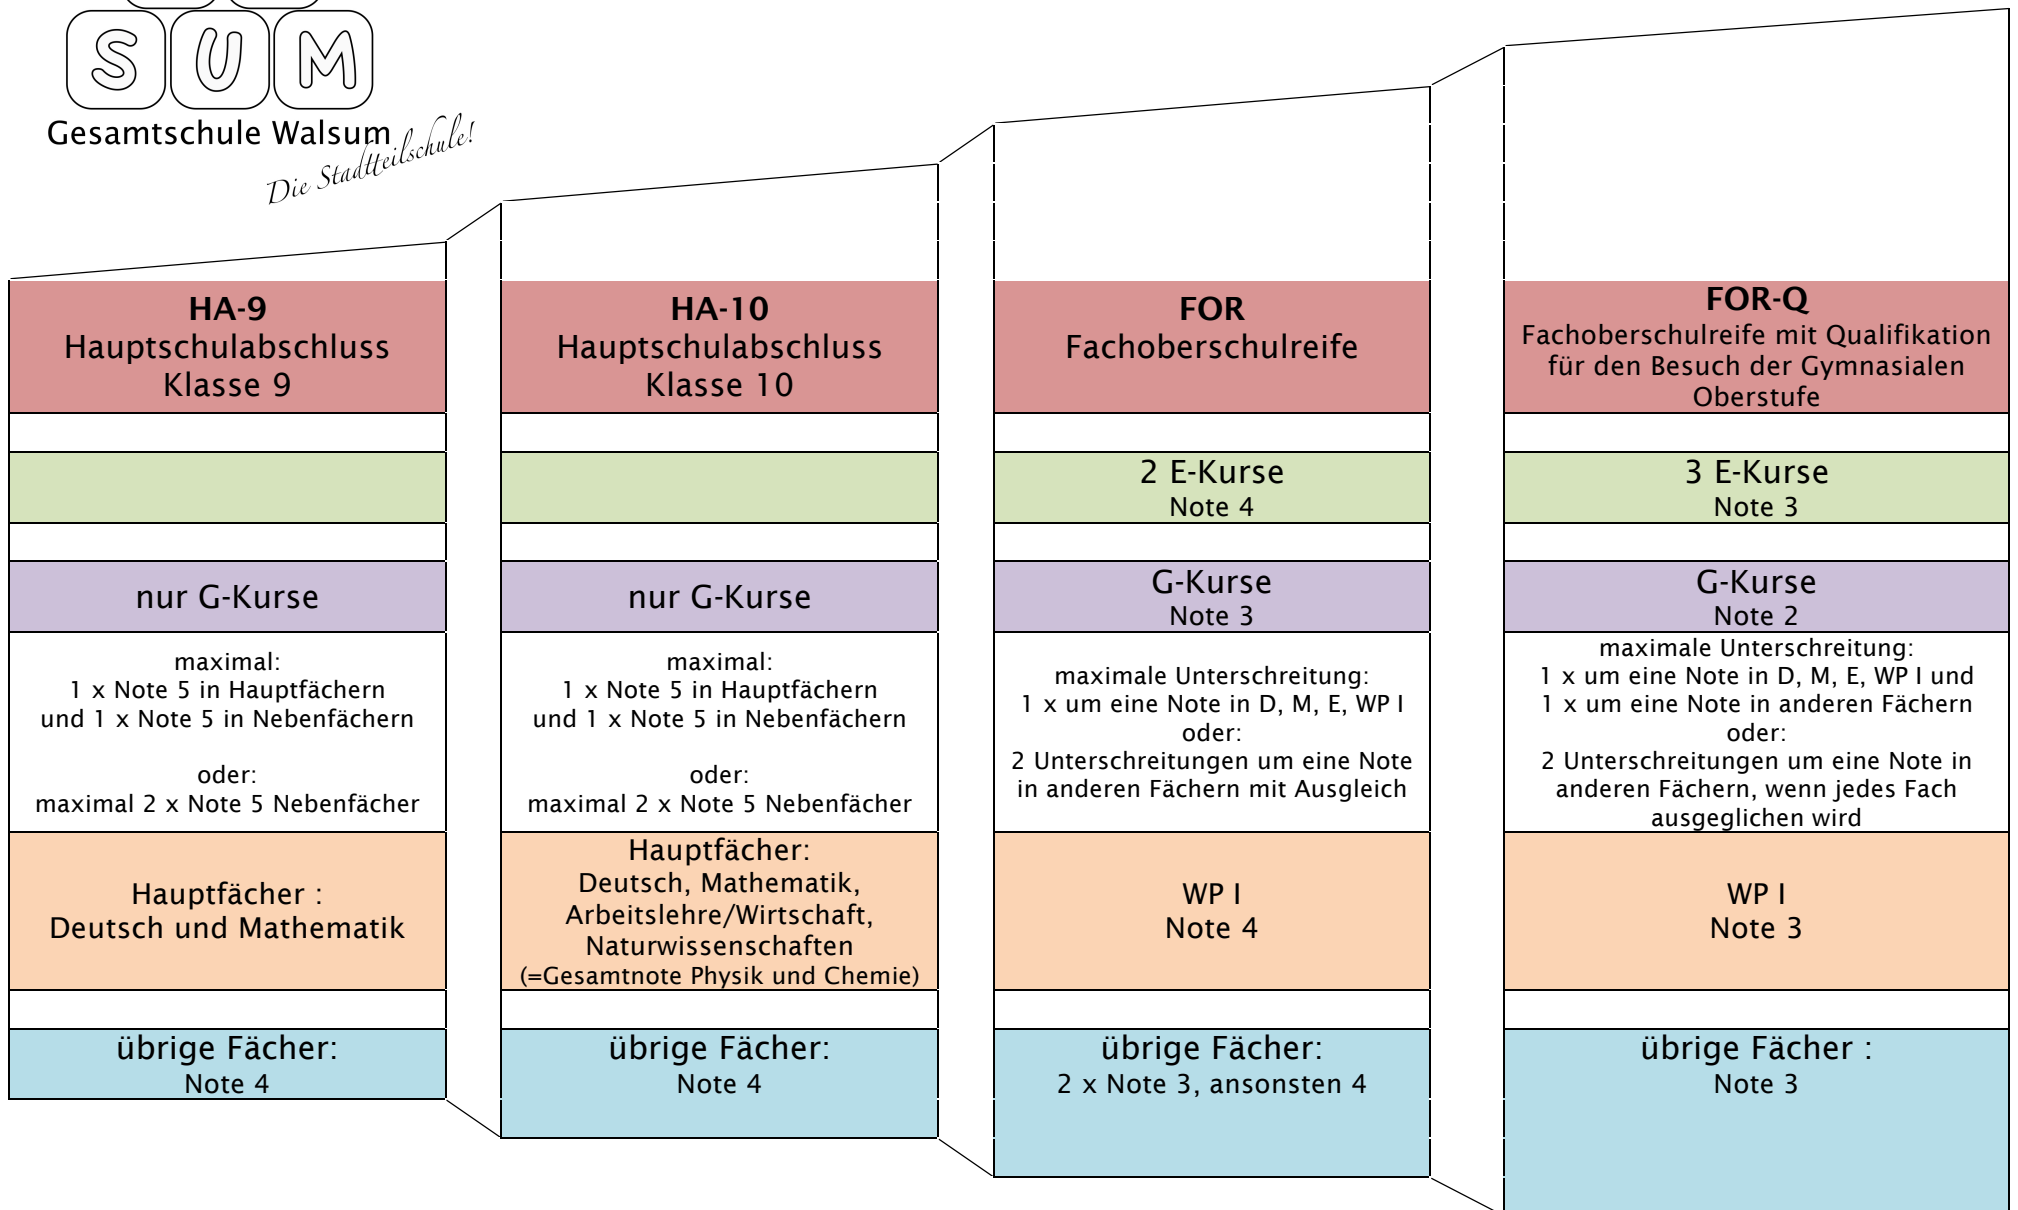 SUM
Gesamtschule Walsum
Die Stadtteilschule!
HA-9
Hauptschulabschluss
Klasse 9
nur G-Kurse
maximal:
1 x Note 5 in Hauptfächern
und 1 x Note 5 in Nebenfächern
oder:
maximal 2 x Note 5 Nebenfächer
Hauptfächer :
Deutsch und Mathematik
übrige Fächer:
Note 4
HA-10
Hauptschulabschluss
Klasse 10
nur G-Kurse
maximal:
1 x Note 5 in Hauptfächern
und 1 x Note 5 in Nebenfächern
oder:
maximal 2 x Note 5 Nebenfächer
Hauptfächer:
Deutsch, Mathematik,
Arbeitslehre/Wirtschaft,
Naturwissenschaften
(=Gesamtnote Physik und Chemie)
übrige Fächer:
Note 4
FOR
Fachoberschulreife
2 E-Kurse
Note 4
G-Kurse
Note 3
maximale Unterschreitung:
1 x um eine Note in D, M, E, WP I
oder:
2 Unterschreitungen um eine Note
in anderen Fächern mit Ausgleich
WP I
Note 4
übrige Fächer:
2 x Note 3, ansonsten 4
FOR-Q
Fachoberschulreife mit Qualifikation
für den Besuch der Gymnasialen
Oberstufe
3 E-Kurse
Note 3
G-Kurse
Note 2
maximale Unterschreitung:
1 x um eine Note in D, M, E, WP I und
1 x um eine Note in anderen Fächern
oder:
2 Unterschreitungen um eine Note in
anderen Fächern, wenn jedes Fach
ausgeglichen wird
WP I
Note 3
übrige Fächer :
Note 3